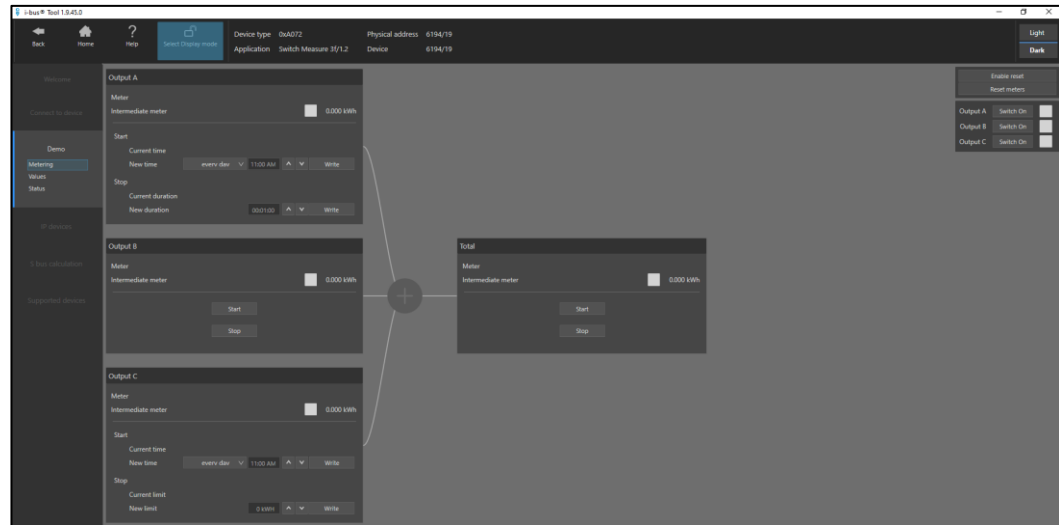 i-bus® Tool 1.9.45.0
Back
Home
Help
Select Display mode
Device type 0xA072
Application Switch Measure 3f/1.2
Physical address 6194/19
Device 6194/19
Light
Dark
Welcome
Connect to device
Demo
Metering
Values
Status
IP devices
S bus calculation
Supported devices
Output A
Meter
Intermediate meter 0.000 kWh
Start
Current time
New time every day 11:00 AM Write
Stop
Current duration
New duration 00:01:00 Write
Output B
Meter
Intermediate meter 0.000 kWh
Start
Stop
Output C
Meter
Intermediate meter 0.000 kWh
Start
Current time
New time every day 11:00 AM Write
Stop
Current limit
New limit 0 kWH Write
Total
Meter
Intermediate meter 0.000 kWh
Start
Stop
Enable reset
Reset meters
Output A Switch On
Output B Switch On
Output C Switch On